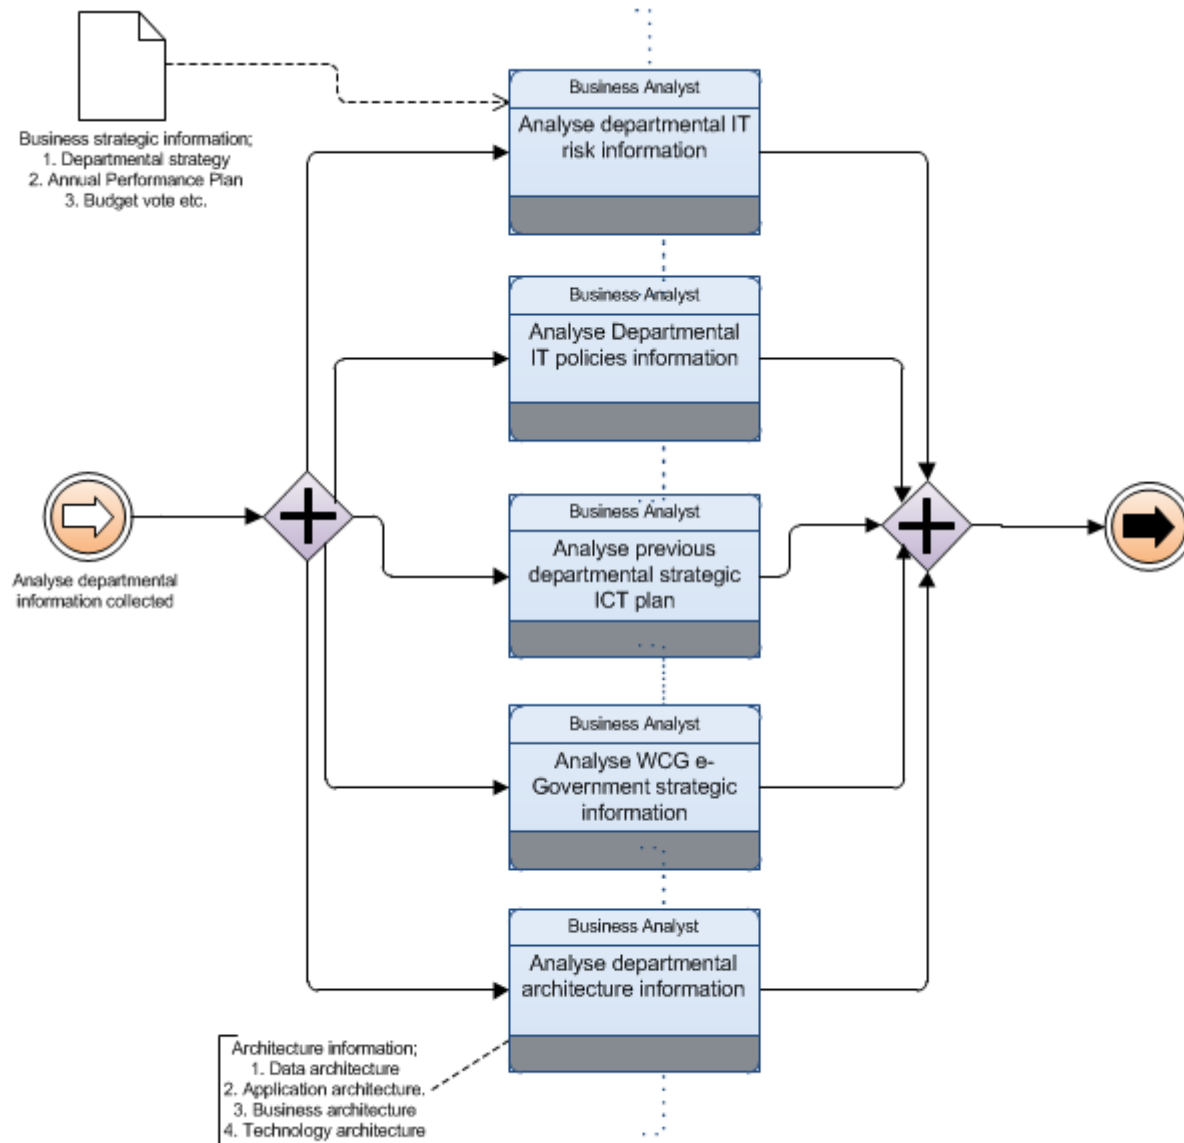 Business Analyst
Analyse departmental IT
risk information
Business strategic information;
1. Departmental strategy
2. Annual Performance Plan
3. Budget vote etc.
Business Analyst
Analyse Departmental
IT policies information
Business Analyst
Analyse previous
departmental strategic
ICT plan
Analyse departmental
information collected
Business Analyst
Analyse WCG e-
Government strategic
information
Business Analyst
Analyse departmental
architecture information
Architecture information;
1. Data architecture
2. Application architecture.
3. Business architecture
4. Technology architecture